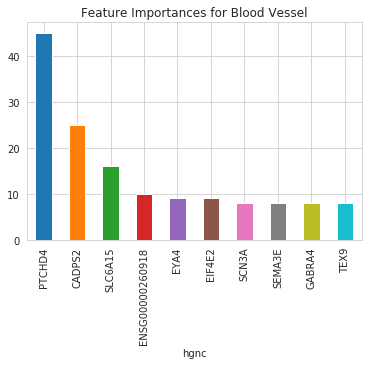 Feature Importances for Blood Vessel
40
30
20
10
0
PTCHD4
CADPS2
SLC6A15
ENSG00000260918
EYA4
EIF4E2
SCN3A
SEMA3E
GABRA4
TEX9
hgnc